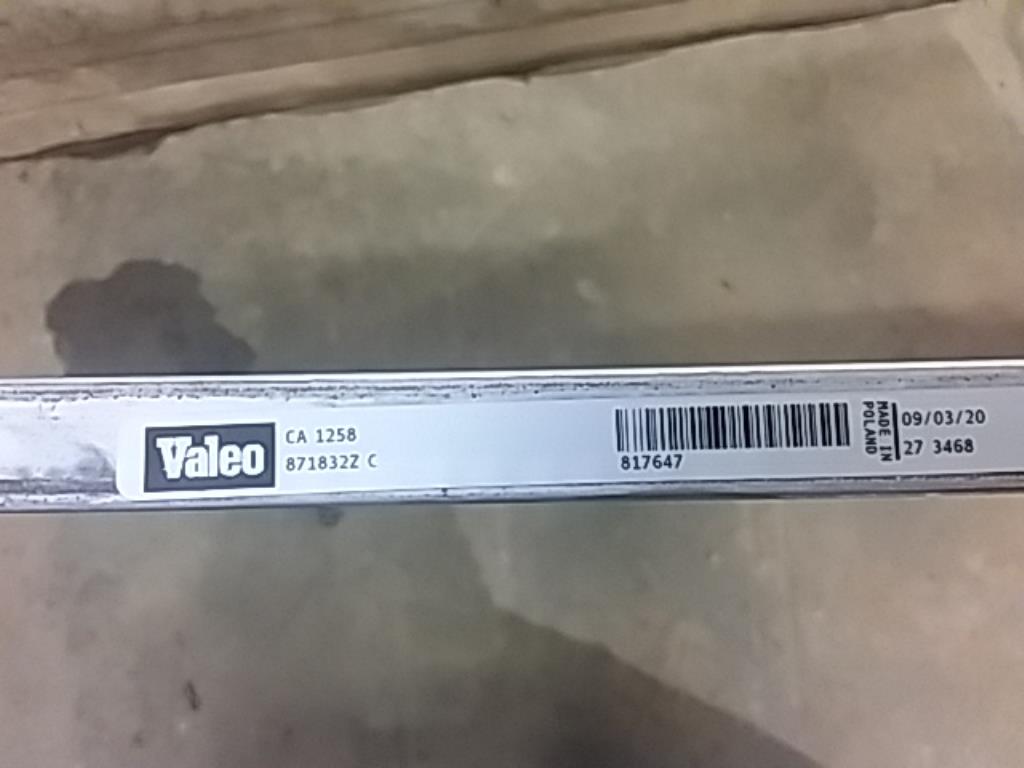 Valeo
CA 1258
871832Z C
817647
MADE IN
POLAND
09/03/20
27 3468